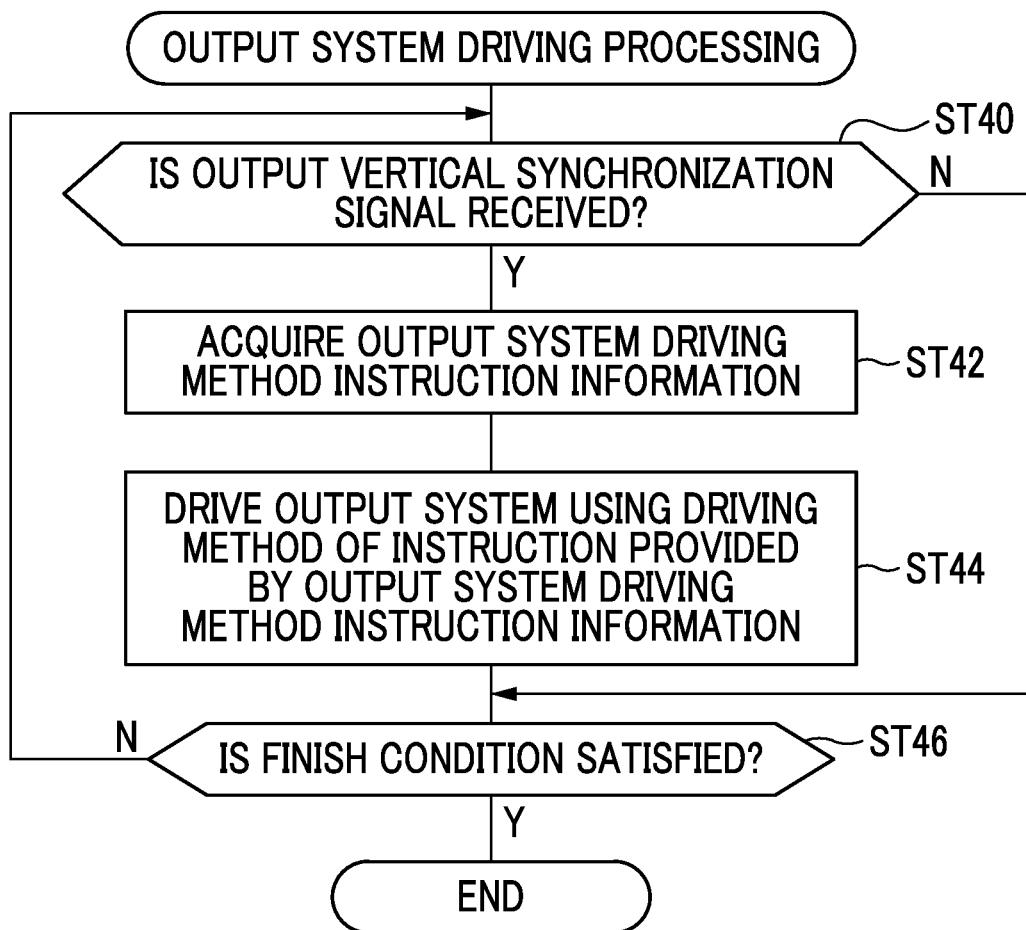 OUTPUT SYSTEM DRIVING PROCESSING
ST40
IS OUTPUT VERTICAL SYNCHRONIZATION
SIGNAL RECEIVED?
N
Y
ACQUIRE OUTPUT SYSTEM DRIVING
METHOD INSTRUCTION INFORMATION
ST42
DRIVE OUTPUT SYSTEM USING DRIVING
METHOD OF INSTRUCTION PROVIDED
BY OUTPUT SYSTEM DRIVING
METHOD INSTRUCTION INFORMATION
ST44
N
IS FINISH CONDITION SATISFIED?
ST46
Y
END